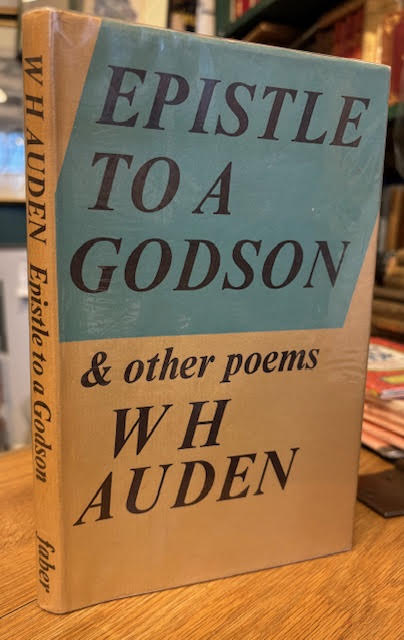 EPISTLE
TO A
GODSON
& other poems
W H
AUDEN
W H AUDEN Epistle to a Godson faber